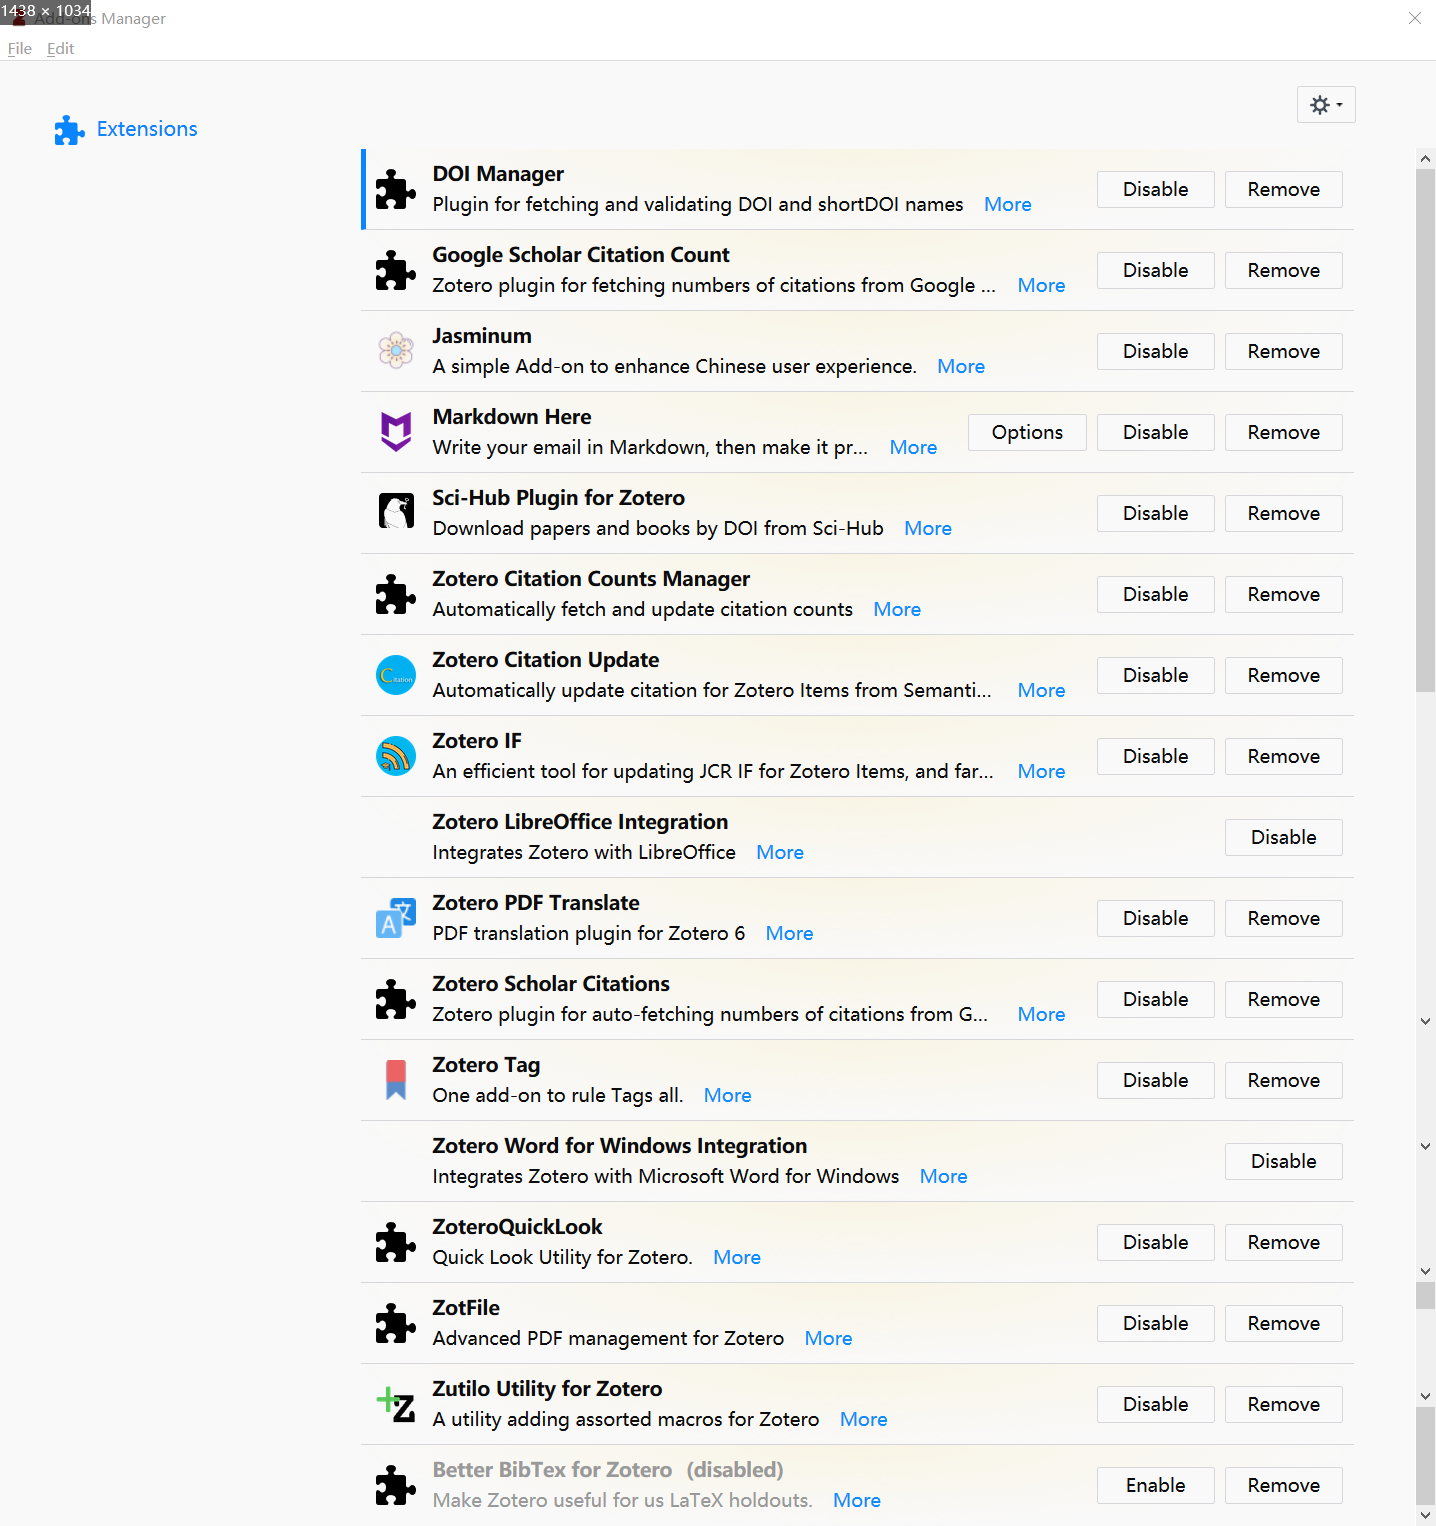 1438 × 1034
Add-ons Manager
File Edit
Extensions
DOI Manager
Plugin for fetching and validating DOI and shortDOI names More
Disable Remove
Google Scholar Citation Count
Zotero plugin for fetching numbers of citations from Google ... More
Disable Remove
Jasminum
A simple Add-on to enhance Chinese user experience. More
Disable Remove
Markdown Here
Write your email in Markdown, then make it pr... More
Options Disable Remove
Sci-Hub Plugin for Zotero
Download papers and books by DOI from Sci-Hub More
Disable Remove
Zotero Citation Counts Manager
Automatically fetch and update citation counts More
Disable Remove
Citation
Zotero Citation Update
Automatically update citation for Zotero Items from Semanti... More
Disable Remove
Zotero IF
An efficient tool for updating JCR IF for Zotero Items, and far... More
Disable Remove
Zotero LibreOffice Integration
Integrates Zotero with LibreOffice More
Disable
A 文
Zotero PDF Translate
PDF translation plugin for Zotero 6 More
Disable Remove
Zotero Scholar Citations
Zotero plugin for auto-fetching numbers of citations from G... More
Disable Remove
Zotero Tag
One add-on to rule Tags all. More
Disable Remove
Zotero Word for Windows Integration
Integrates Zotero with Microsoft Word for Windows More
Disable
ZoteroQuickLook
Quick Look Utility for Zotero. More
Disable Remove
ZotFile
Advanced PDF management for Zotero More
Disable Remove
+Z
Zutilo Utility for Zotero
A utility adding assorted macros for Zotero More
Disable Remove
Better BibTex for Zotero (disabled)
Make Zotero useful for us LaTeX holdouts. More
Enable Remove